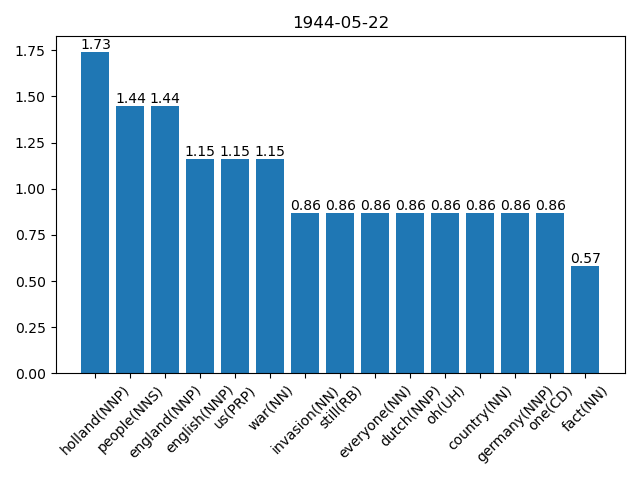 1944-05-22
1.75
1.50
1.25
1.00
0.75
0.50
0.25
0.00
1.73
1.44
1.44
1.15
1.15
1.15
0.86
0.86
0.86
0.86
0.86
0.86
0.86
0.86
0.57
holland(NNP)
people(NNS)
england(NNP)
english(NNP)
us(PRP)
war(NN)
invasion(NN)
still(RB)
everyone(NN)
dutch(NNP)
oh(UH)
country(NN)
germany(NNP)
one(CD)
fact(NN)